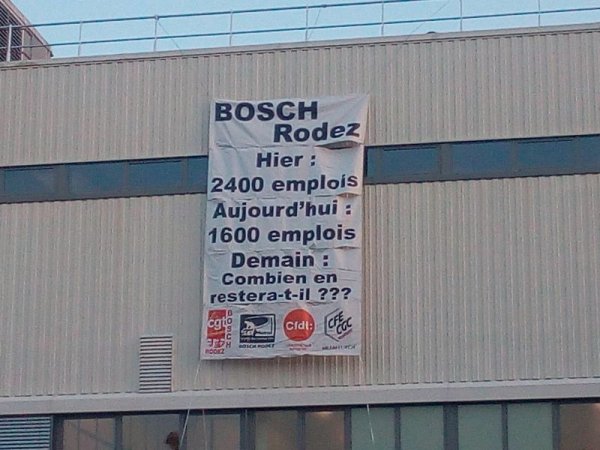 BOSCH
Rodez
Hier :
2400 emplois
Aujourd'hui :
1600 emplois
Demain :
Combien en
restera-t-il ???
cgt
BOSCH
RODEZ
BOSCH RODEZ
Cfdt:
CFE
CGC